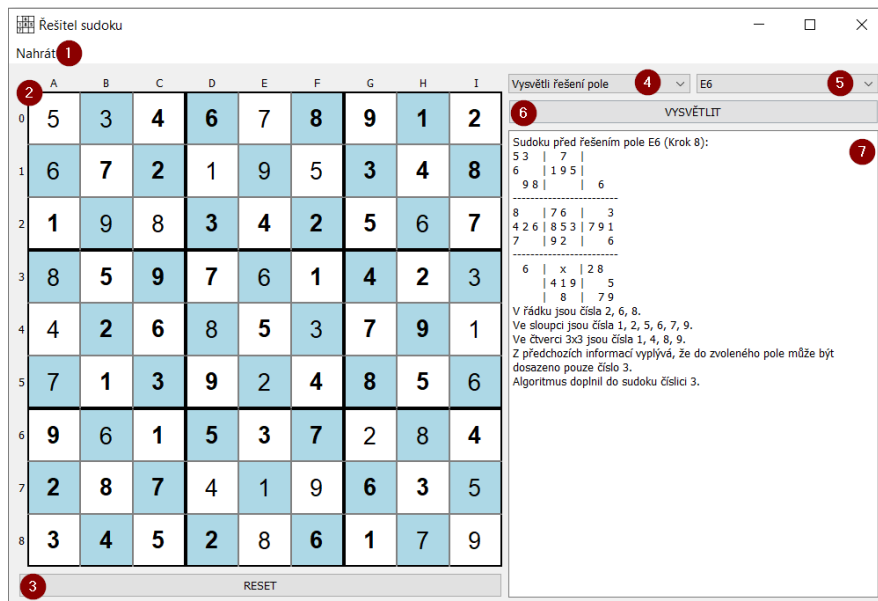 Řešitel sudoku
Nahrát 1
A B C D E F G H I
2
0 5 3 4 6 7 8 9 1 2
1 6 7 2 1 9 5 3 4 8
2 1 9 8 3 4 2 5 6 7
3 8 5 9 7 6 1 4 2 3
4 4 2 6 8 5 3 7 9 1
5 7 1 3 9 2 4 8 5 6
6 9 6 1 5 3 7 2 8 4
7 2 8 7 4 1 9 6 3 5
8 3 4 5 2 8 6 1 7 9
3 RESET
Vysvětli řešení pole 4 E6 5
6 VYSVĚTLIT
7
Sudoku před řešením pole E6 (Krok 8):
5 3 | 7 |
6 | 1 9 5 |
9 8 | | 6
------------------------
8 | 7 6 | 3
4 2 6 | 8 5 3 | 7 9 1
7 | 9 2 | 6
------------------------
6 | x | 2 8
| 4 1 9 | 5
| 8 | 7 9
V řádku jsou čísla 2, 6, 8.
Ve sloupci jsou čísla 1, 2, 5, 6, 7, 9.
Ve čtverci 3x3 jsou čísla 1, 4, 8, 9.
Z předchozích informací vyplývá, že do zvoleného pole může být
dosazeno pouze číslo 3.
Algoritmus doplnil do sudoku číslici 3.